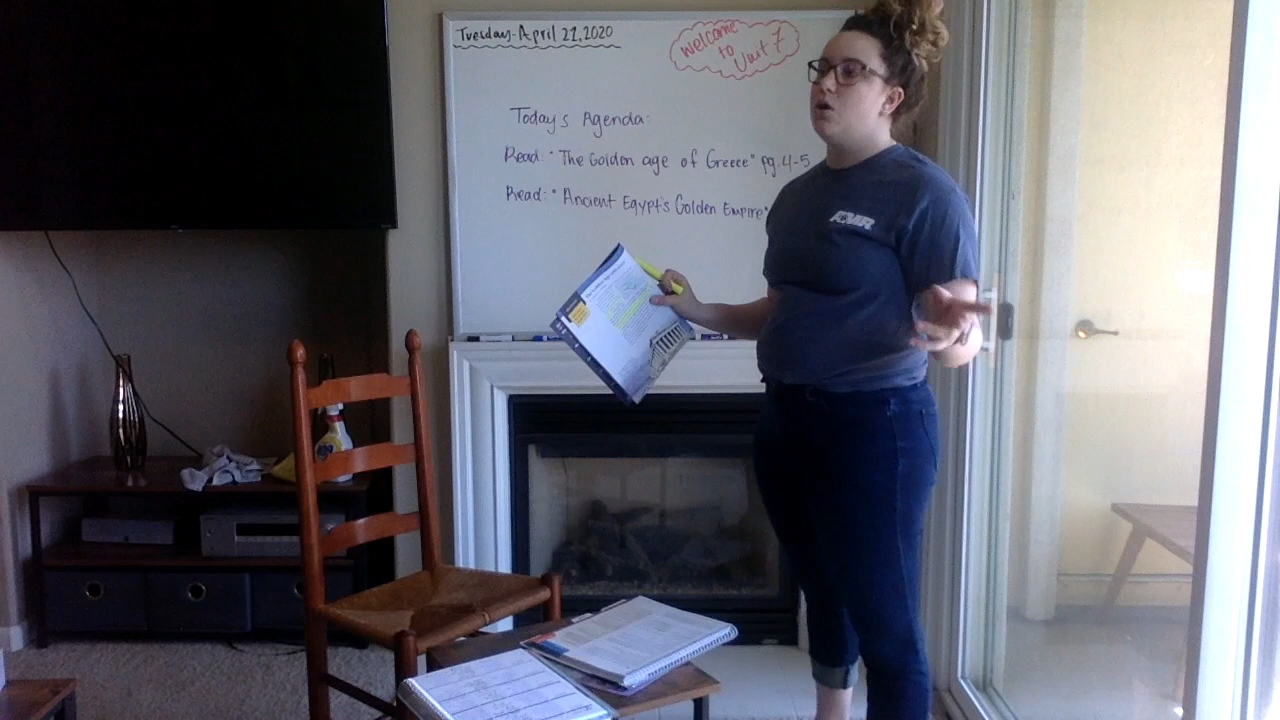 Tuesday-April 21, 2020
Welcome
to
Unit 7
Today's Agenda:
Read: "The Golden age of Greece" pg. 4-5
Read: "Ancient Egypt's Golden Empire"